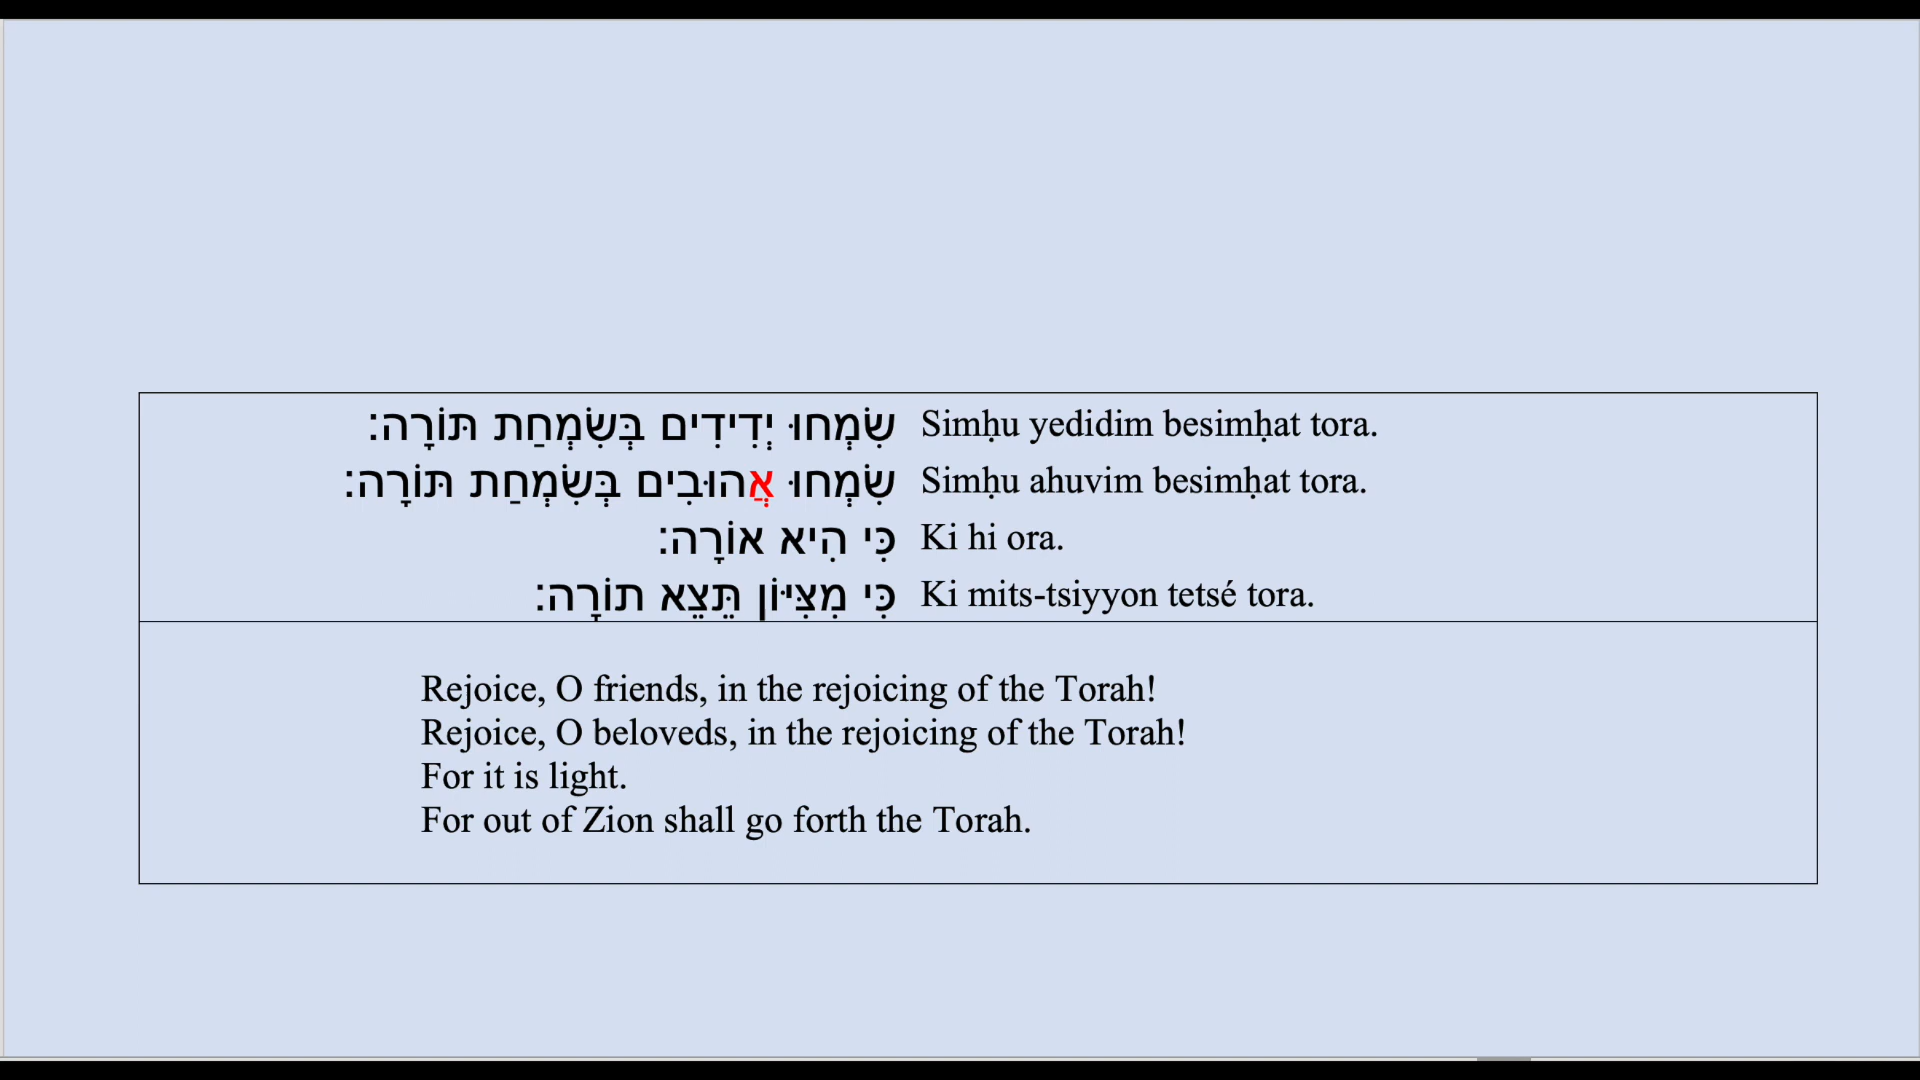 שִׂמְחוּ יְדִידִים בְּשִׂמְחַת תּוֹרָה: Simḥu yedidim besimḥat tora.
שִׂמְחוּ אֲהוּבִים בְּשִׂמְחַת תּוֹרָה: Simḥu ahuvim besimḥat tora.
כִּי הִיא אוֹרָה: Ki hi ora.
כִּי מִצִּיּוֹן תֵּצֵא תוֹרָה: Ki mits-tsiyyon tetsé tora.
Rejoice, O friends, in the rejoicing of the Torah!
Rejoice, O beloveds, in the rejoicing of the Torah!
For it is light.
For out of Zion shall go forth the Torah.